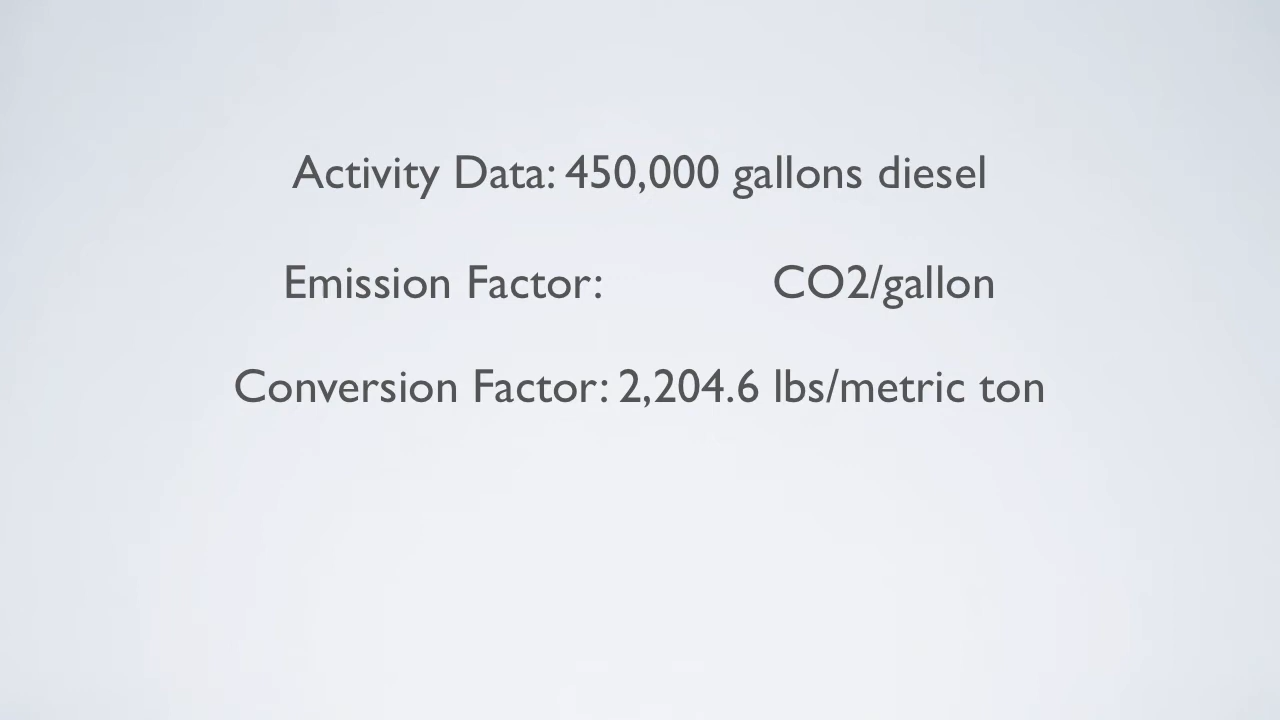 Activity Data: 450,000 gallons diesel
Emission Factor: CO2/gallon
Conversion Factor: 2,204.6 lbs/metric ton